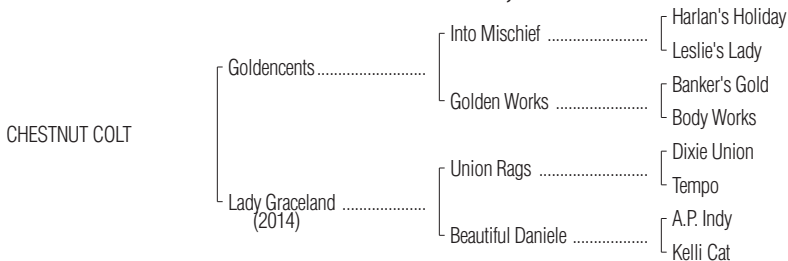 Harlan's Holiday
Into Mischief ........................
Leslie's Lady
Goldencents..........................
Banker's Gold
Golden Works ......................
Body Works
CHESTNUT COLT
Dixie Union
Union Rags ..........................
Tempo
Lady Graceland ....................
(2014)
A.P. Indy
Beautiful Daniele ..................
Kelli Cat